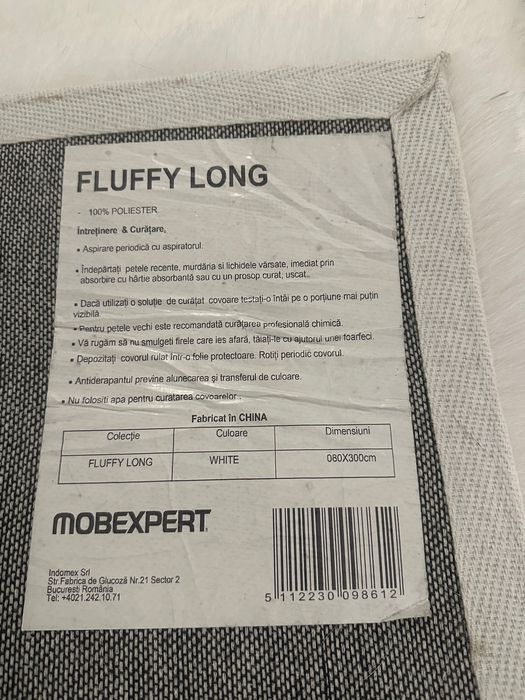 FLUFFY LONG
- 100% POLIESTER
Întreținere & Curățare,
• Aspirare periodică cu aspiratorul.
• Îndepărtați petele recente, murdăria si lichidele vărsate, imediat prin
absorbire cu hârtie absorbantă sau cu un prosop curat, uscat.
• Dacă utilizați o soluție de curățat covoare testați-o întâi pe o porțiune mai puțin
vizibilă.
• Pentru petele vechi este recomandată curățarea profesională chimică.
• Vă rugăm să nu smulgeti firele care ies afară, tăiați-le cu ajutorul unei foarfeci.
• Depozitați covorul rulat într-o folie protectoare. Rotiți periodic covorul.
• Antiderapantul previne alunecarea și transferul de culoare.
• Nu folositi apa pentru curatarea covoarelor.
Fabricat în CHINA
Colecție Culoare Dimensiuni
FLUFFY LONG WHITE 080X300cm
MOBEXPERT
Indomex Srl
Str.Fabrica de Glucoză Nr.21 Sector 2
Bucuresti România
Tel: +4021.242.10.71
5 112230 098612